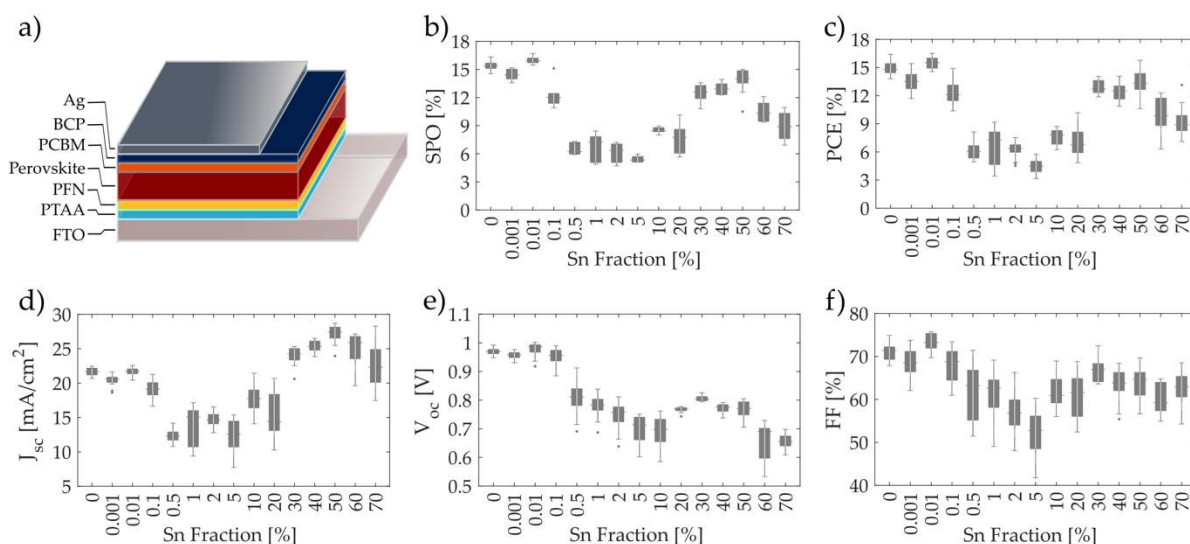 a)
Ag
BCP
PCBM
Perovskite
PFN
PTAA
FTO
b)
SPO [%]
18
15
12
9
6
3
0
0 0.001 0.01 0.1 0.5 1 2 5 10 20 30 40 50 60 70
Sn Fraction [%]
c)
PCE [%]
18
15
12
9
6
3
0
0 0.001 0.01 0.1 0.5 1 2 5 10 20 30 40 50 60 70
Sn Fraction [%]
d)
J_sc [mA/cm²]
30
25
20
15
10
5
0 0.001 0.01 0.1 0.5 1 2 5 10 20 30 40 50 60 70
Sn Fraction [%]
e)
V_oc [V]
1.1
1
0.9
0.8
0.7
0.6
0.5
0 0.001 0.01 0.1 0.5 1 2 5 10 20 30 40 50 60 70
Sn Fraction [%]
f)
FF [%]
80
70
60
50
40
0 0.001 0.01 0.1 0.5 1 2 5 10 20 30 40 50 60 70
Sn Fraction [%]